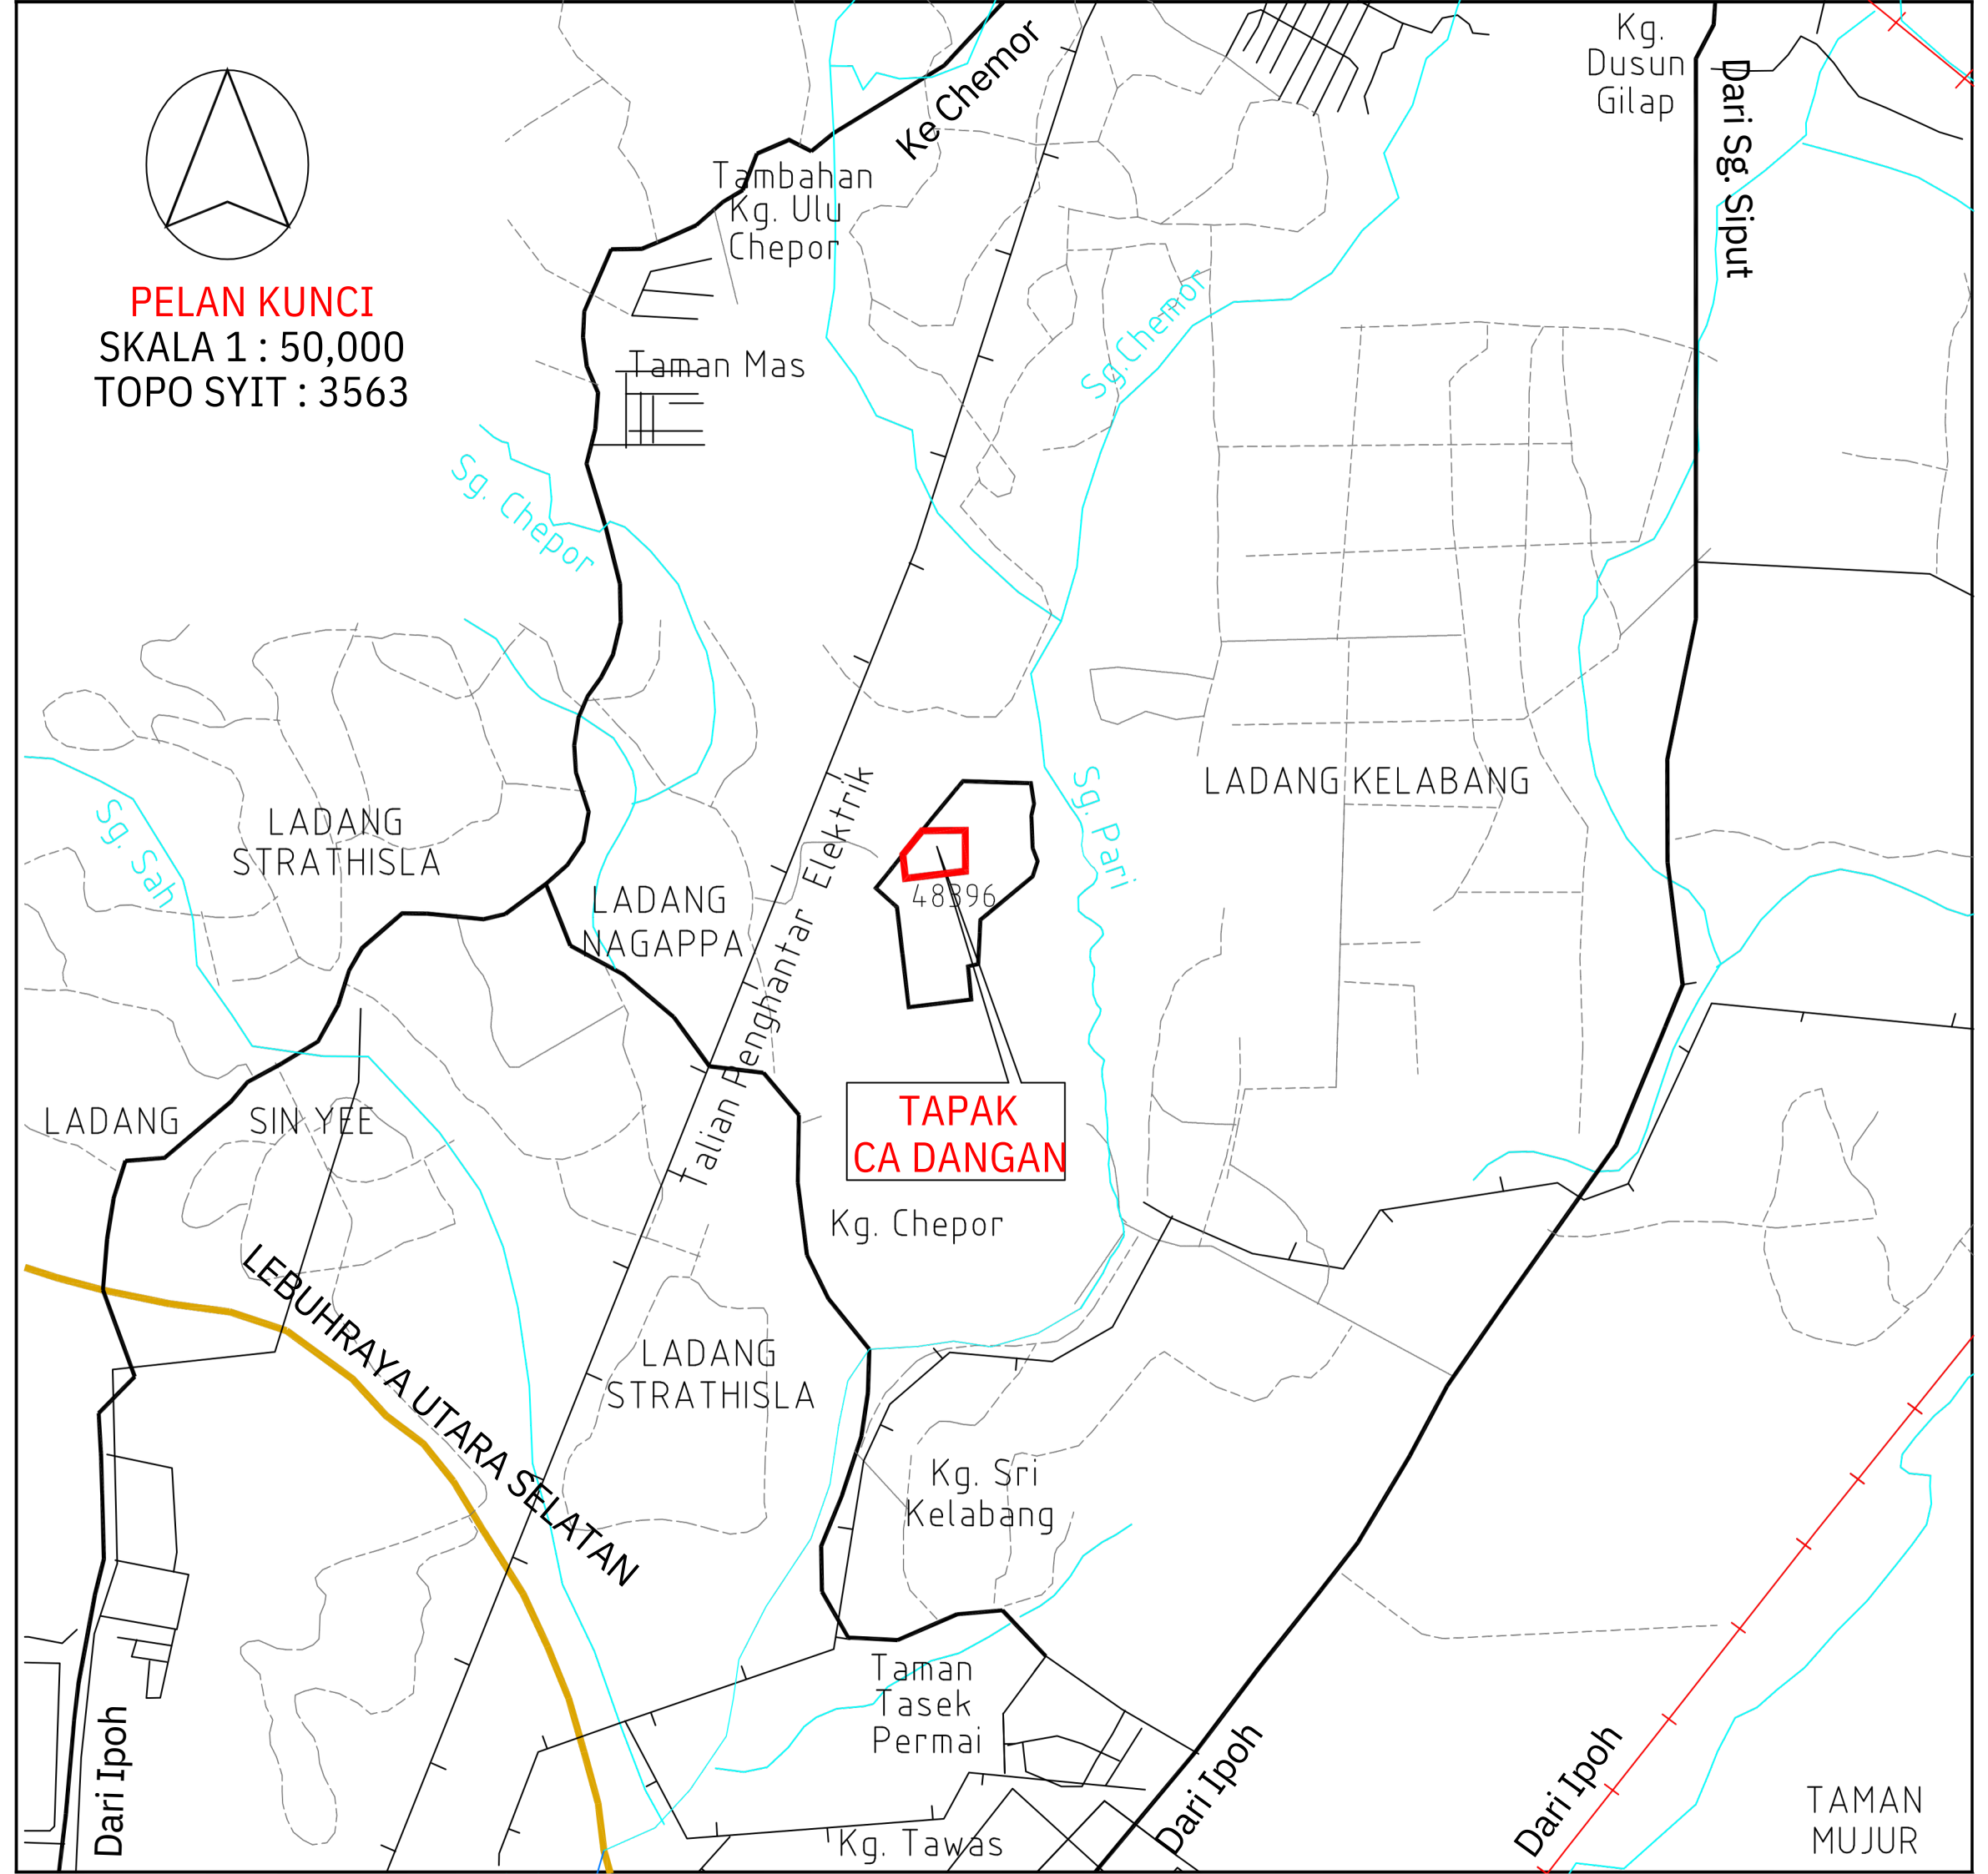 Kg.
Dusun
Gilap
Ke Chemor
Dari Sg. Siput
Tambahan
Kg. Ulu
Chepor
PELAN KUNCI
SKALA 1 : 50,000
TOPO SYIT : 3563
Sg.Chemor
Taman Mas
Sg. Chepor
Sg. Pari
LADANG KELABANG
Sg. Sah
LADANG
STRATHISLA
Talian Penghantar Elektrik
LADANG
NAGAPPA
48396
LADANG SIN YEE
TAPAK
CA DANGAN
Kg. Chepor
LEBUHRAYA UTARA SELATAN
LADANG
STRATHISLA
Kg. Sri
Kelabang
Taman
Tasek
Permai
Dari Ipoh
Dari Ipoh
Dari Ipoh
Kg. Tawas
TAMAN
MUJUR